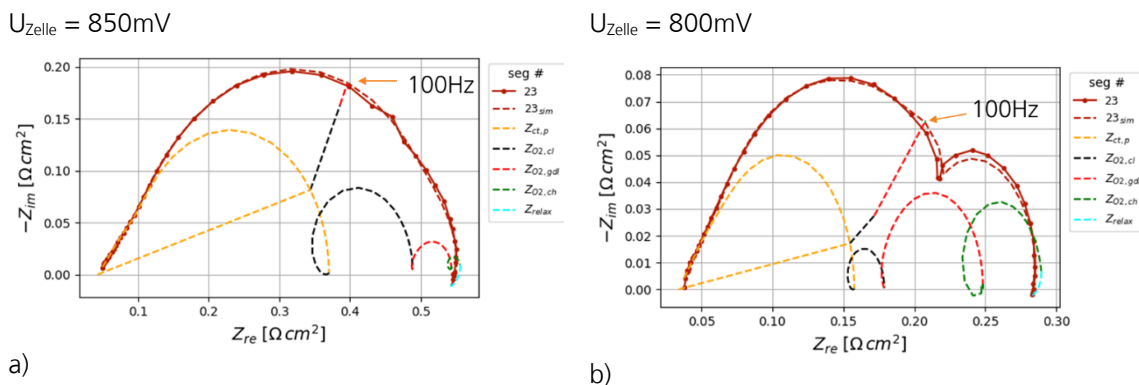 U_Zelle = 850mV
U_Zelle = 800mV
0.20
0.15
0.10
0.05
0.00
-Z_im [Ω cm²]
0.1
0.2
0.3
0.4
0.5
Z_re [Ω cm²]
100Hz
seg #
23
23_sim
Z_ct,p
Z_O2,cl
Z_O2,gdl
Z_O2,ch
Z_relax
a)
0.08
0.07
0.06
0.05
0.04
0.03
0.02
0.01
0.00
-Z_im [Ω cm²]
0.05
0.10
0.15
0.20
0.25
0.30
Z_re [Ω cm²]
100Hz
seg #
23
23_sim
Z_ct,p
Z_O2,cl
Z_O2,gdl
Z_O2,ch
Z_relax
b)